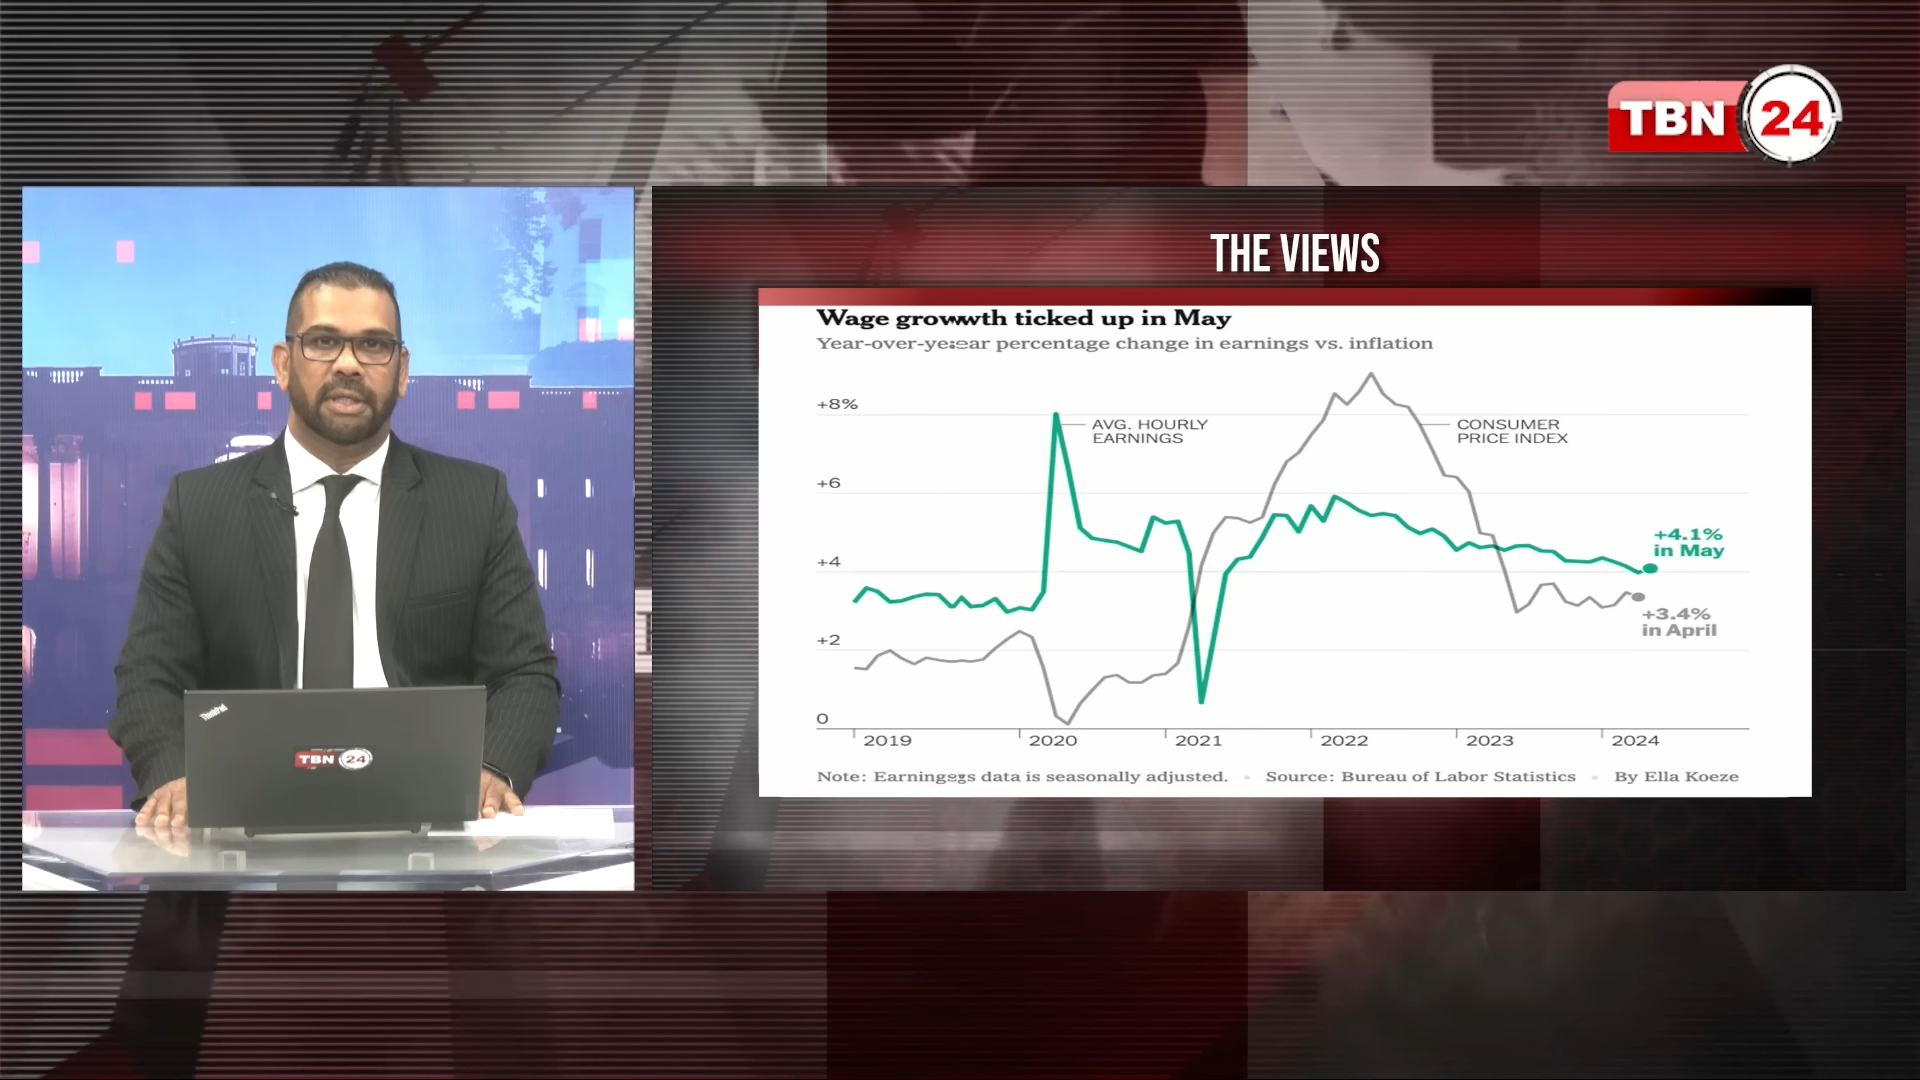 TBN 24
THE VIEWS
Wage growwth ticked up in May
Year-over-yeear percentage change in earnings vs. inflation
+8%
AVG. HOURLY
EARNINGS
CONSUMER
PRICE INDEX
+6
+4.1%
in May
+4
+3.4%
in April
+2
0
2019 2020 2021 2022 2023 2024
Note: Earningsgs data is seasonally adjusted. • Source: Bureau of Labor Statistics • By Ella Koeze
ThinkPad
TBN 24